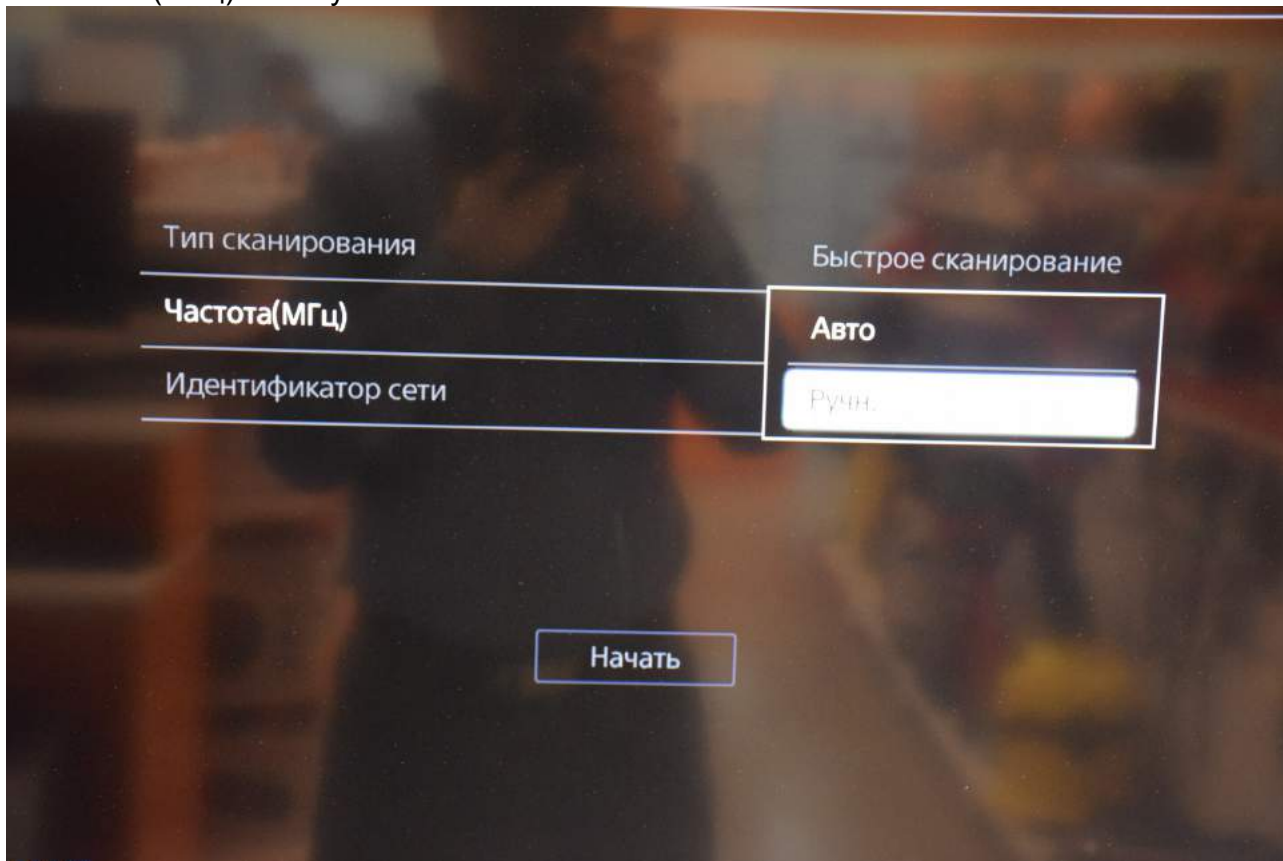 Тип сканирования
Быстрое сканирование
Частота(МГц)
Авто
Ручн.
Идентификатор сети
Начать